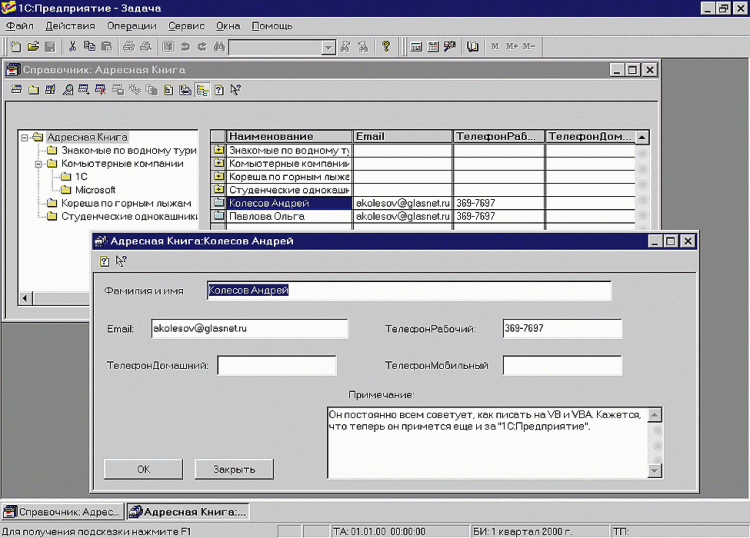 1С:Предприятие - Задача
Файл Действия Операции Сервис Окна Помощь
M M+ M-
Справочник: Адресная Книга
Адресная Книга
Знакомые по водному тури
Комьютерные компании
1С
Microsoft
Кореша по горным лыжам
Студенческие однокашники
Наименование Email ТелефонРаб... ТелефонДом...
Знакомые по водному ту
Комьютерные компании
Кореша по горным лыжа
Студенческие однокашн
Колесов Андрей akolesov@glasnet.ru 369-7697
Павлова Ольга akolesov@glasnet.ru 369-7697
Адресная Книга:Колесов Андрей
Фамилия и имя Колесов Андрей
Email: akolesov@glasnet.ru ТелефонРабочий: 369-7697
ТелефонДомашний: ТелефонМобильный
Примечание:
Он постоянно всем советует, как писать на VB и VBA. Кажется,
что теперь он примется еще и за "1С:Предприятие".
ОК Закрыть
Справочник: Адрес... Адресная Книга:...
Для получения подсказки нажмите F1 ТА: 01.01.00 00:00:00 БИ: 1 квартал 2000 г. ТП: